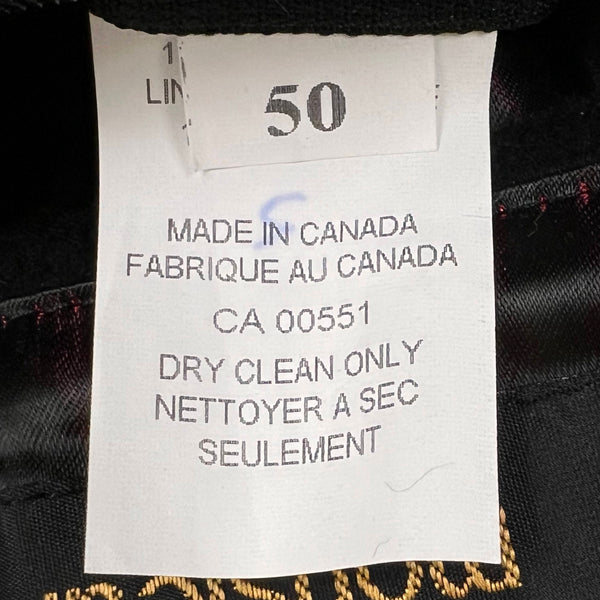 50
MADE IN CANADA
FABRIQUE AU CANADA
CA 00551
DRY CLEAN ONLY
NETTOYER A SEC
SEULEMENT